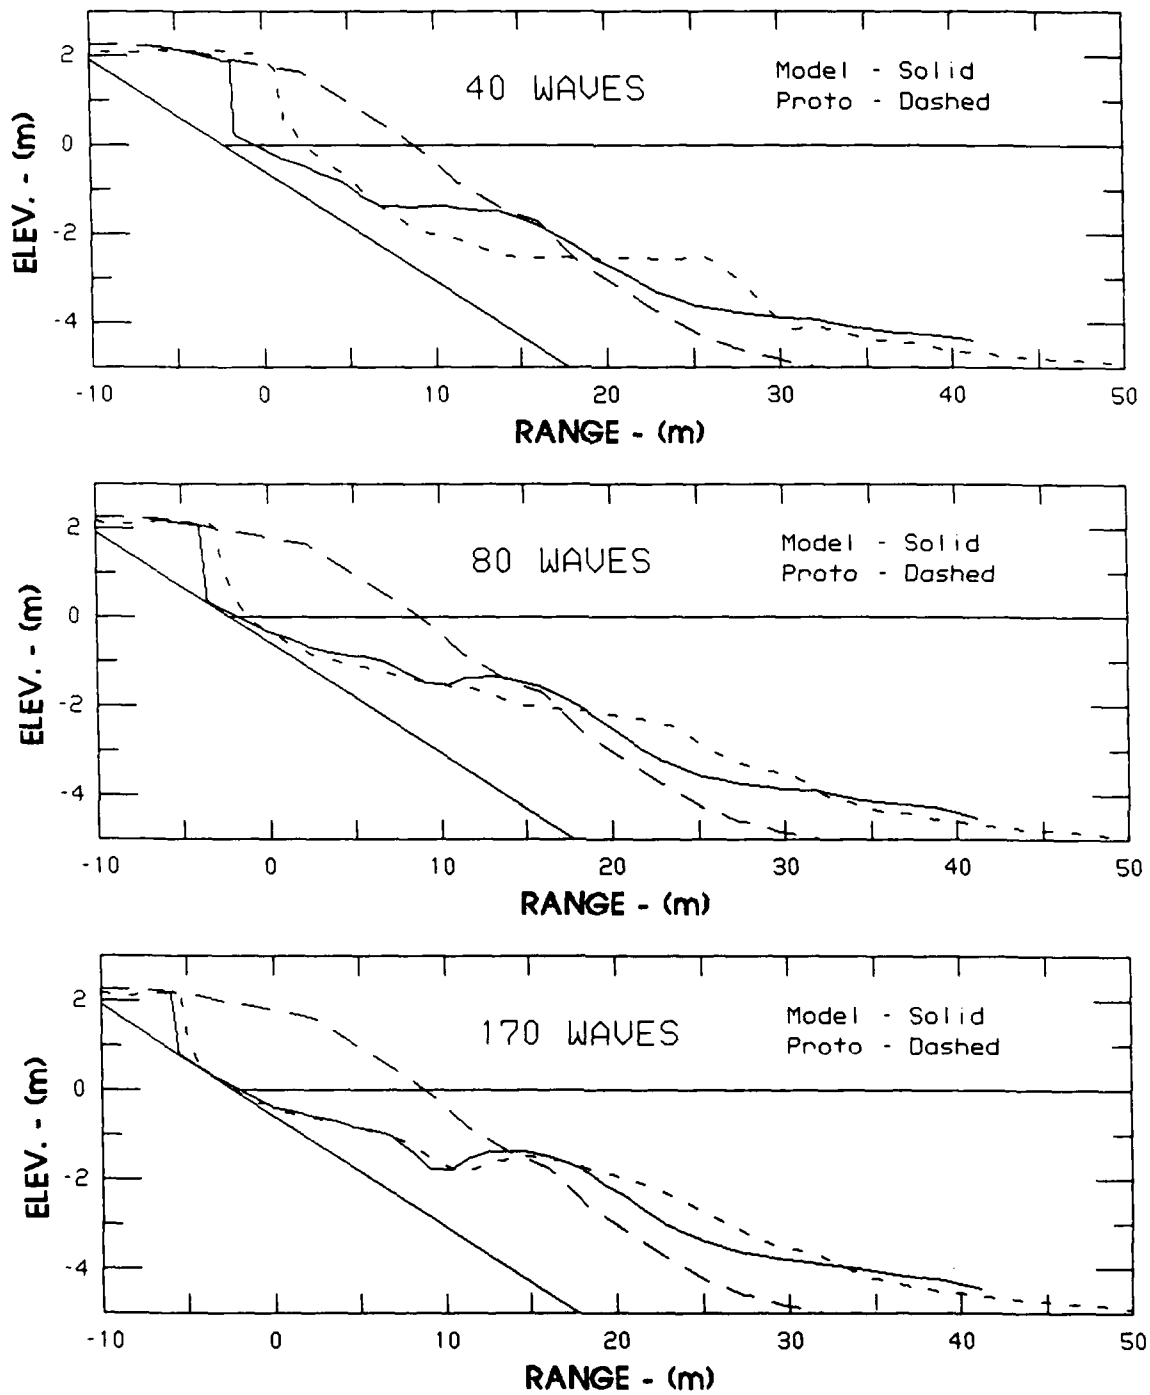 40 WAVES
Model - Solid
Proto - Dashed
ELEV. - (m)
2
0
-2
-4
-10 0 10 20 30 40 50
RANGE - (m)
80 WAVES
Model - Solid
Proto - Dashed
ELEV. - (m)
2
0
-2
-4
-10 0 10 20 30 40 50
RANGE - (m)
170 WAVES
Model - Solid
Proto - Dashed
ELEV. - (m)
2
0
-2
-4
-10 0 10 20 30 40 50
RANGE - (m)